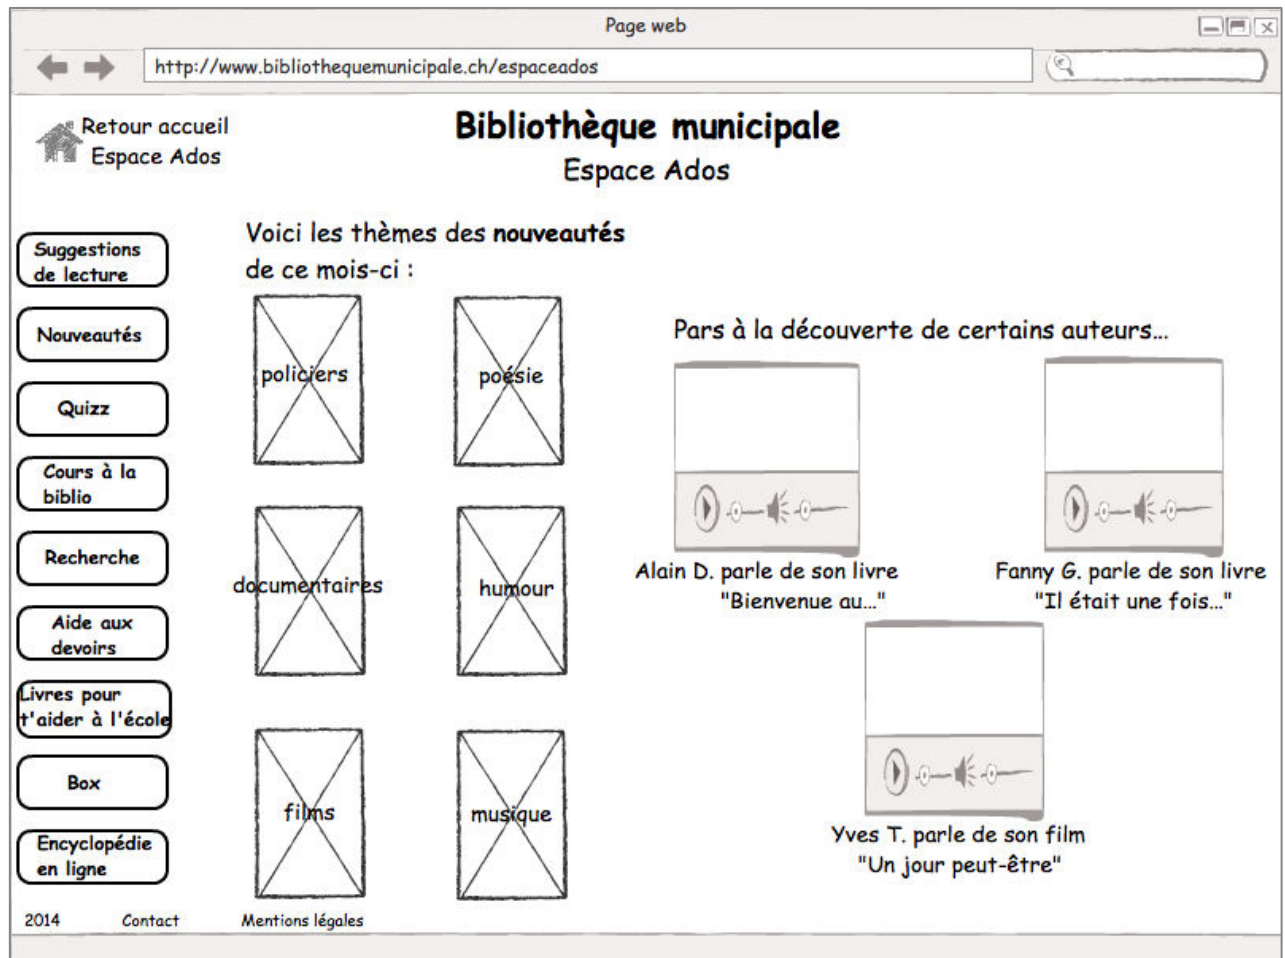 Page web
http://www.bibliothequemunicipale.ch/espaceados
Retour accueil
Espace Ados
Bibliothèque municipale
Espace Ados
Suggestions
de lecture
Nouveautés
Quizz
Cours à la
biblio
Recherche
Aide aux
devoirs
Livres pour
t'aider à l'école
Box
Encyclopédie
en ligne
Voici les thèmes des nouveautés
de ce mois-ci :
policiers
poésie
documentaires
humour
films
musique
Pars à la découverte de certains auteurs...
Alain D. parle de son livre
"Bienvenue au..."
Fanny G. parle de son livre
"Il était une fois..."
Yves T. parle de son film
"Un jour peut-être"
2014 Contact Mentions légales